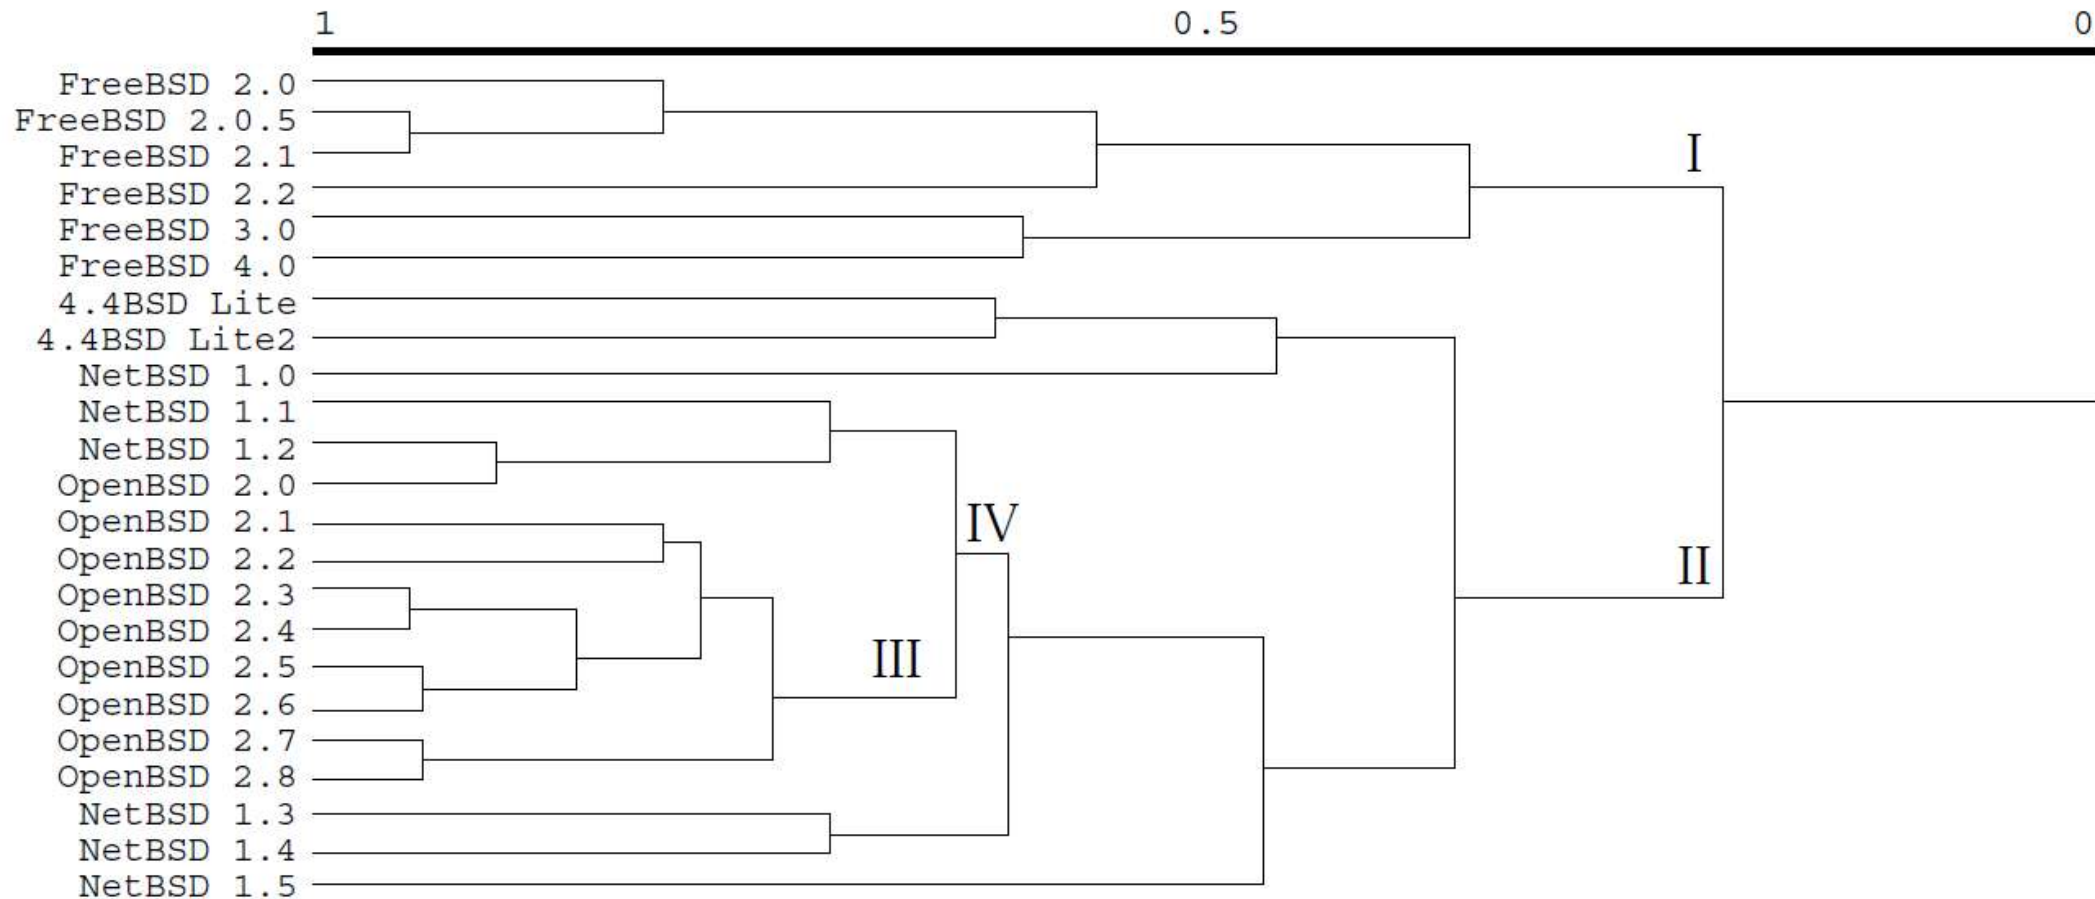 1 0.5 0
FreeBSD 2.0
FreeBSD 2.0.5
FreeBSD 2.1
FreeBSD 2.2
FreeBSD 3.0
FreeBSD 4.0
4.4BSD Lite
4.4BSD Lite2
NetBSD 1.0
NetBSD 1.1
NetBSD 1.2
OpenBSD 2.0
OpenBSD 2.1
OpenBSD 2.2
OpenBSD 2.3
OpenBSD 2.4
OpenBSD 2.5
OpenBSD 2.6
OpenBSD 2.7
OpenBSD 2.8
NetBSD 1.3
NetBSD 1.4
NetBSD 1.5
I
IV
II
III